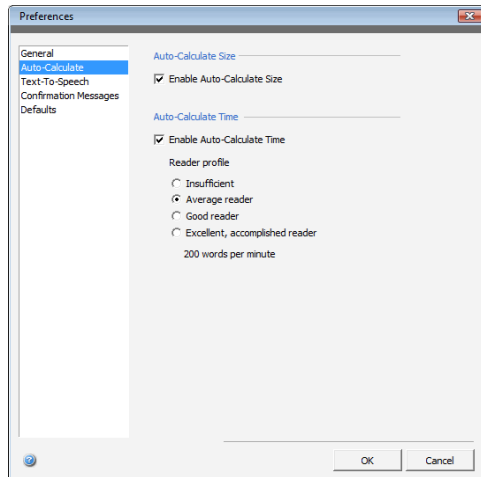 Preferences
General
Auto-Calculate
Text-To-Speech
Confirmation Messages
Defaults
Auto-Calculate Size
Enable Auto-Calculate Size
Auto-Calculate Time
Enable Auto-Calculate Time
Reader profile
Insufficient
Average reader
Good reader
Excellent, accomplished reader
200 words per minute
OK
Cancel